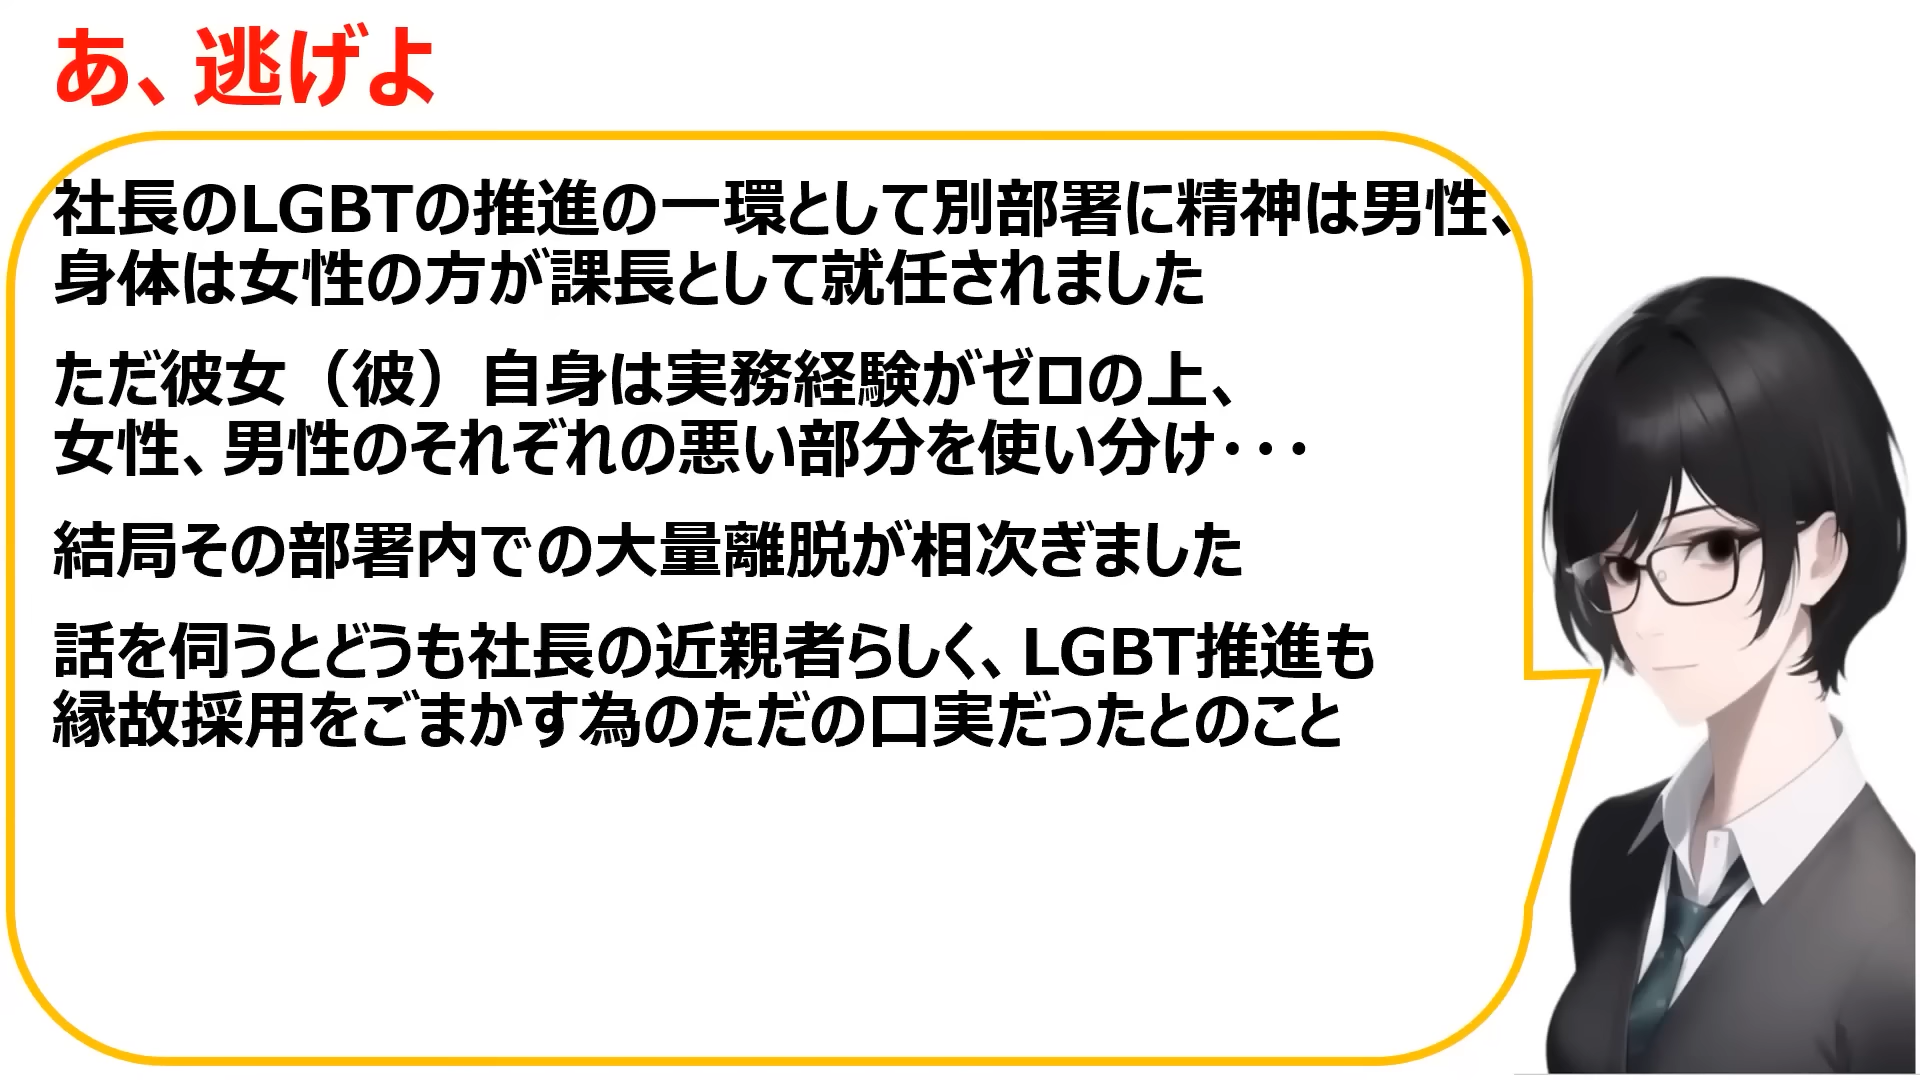 あ、逃げよ
社長のLGBTの推進の一環として別部署に精神は男性、
身体は女性の方が課長として就任されました
ただ彼女（彼）自身は実務経験がゼロの上、
女性、男性のそれぞれの悪い部分を使い分け・・・
結局その部署内での大量離脱が相次ぎました
話を伺うとどうも社長の近親者らしく、LGBT推進も
縁故採用をごまかす為のただの口実だったとのこと